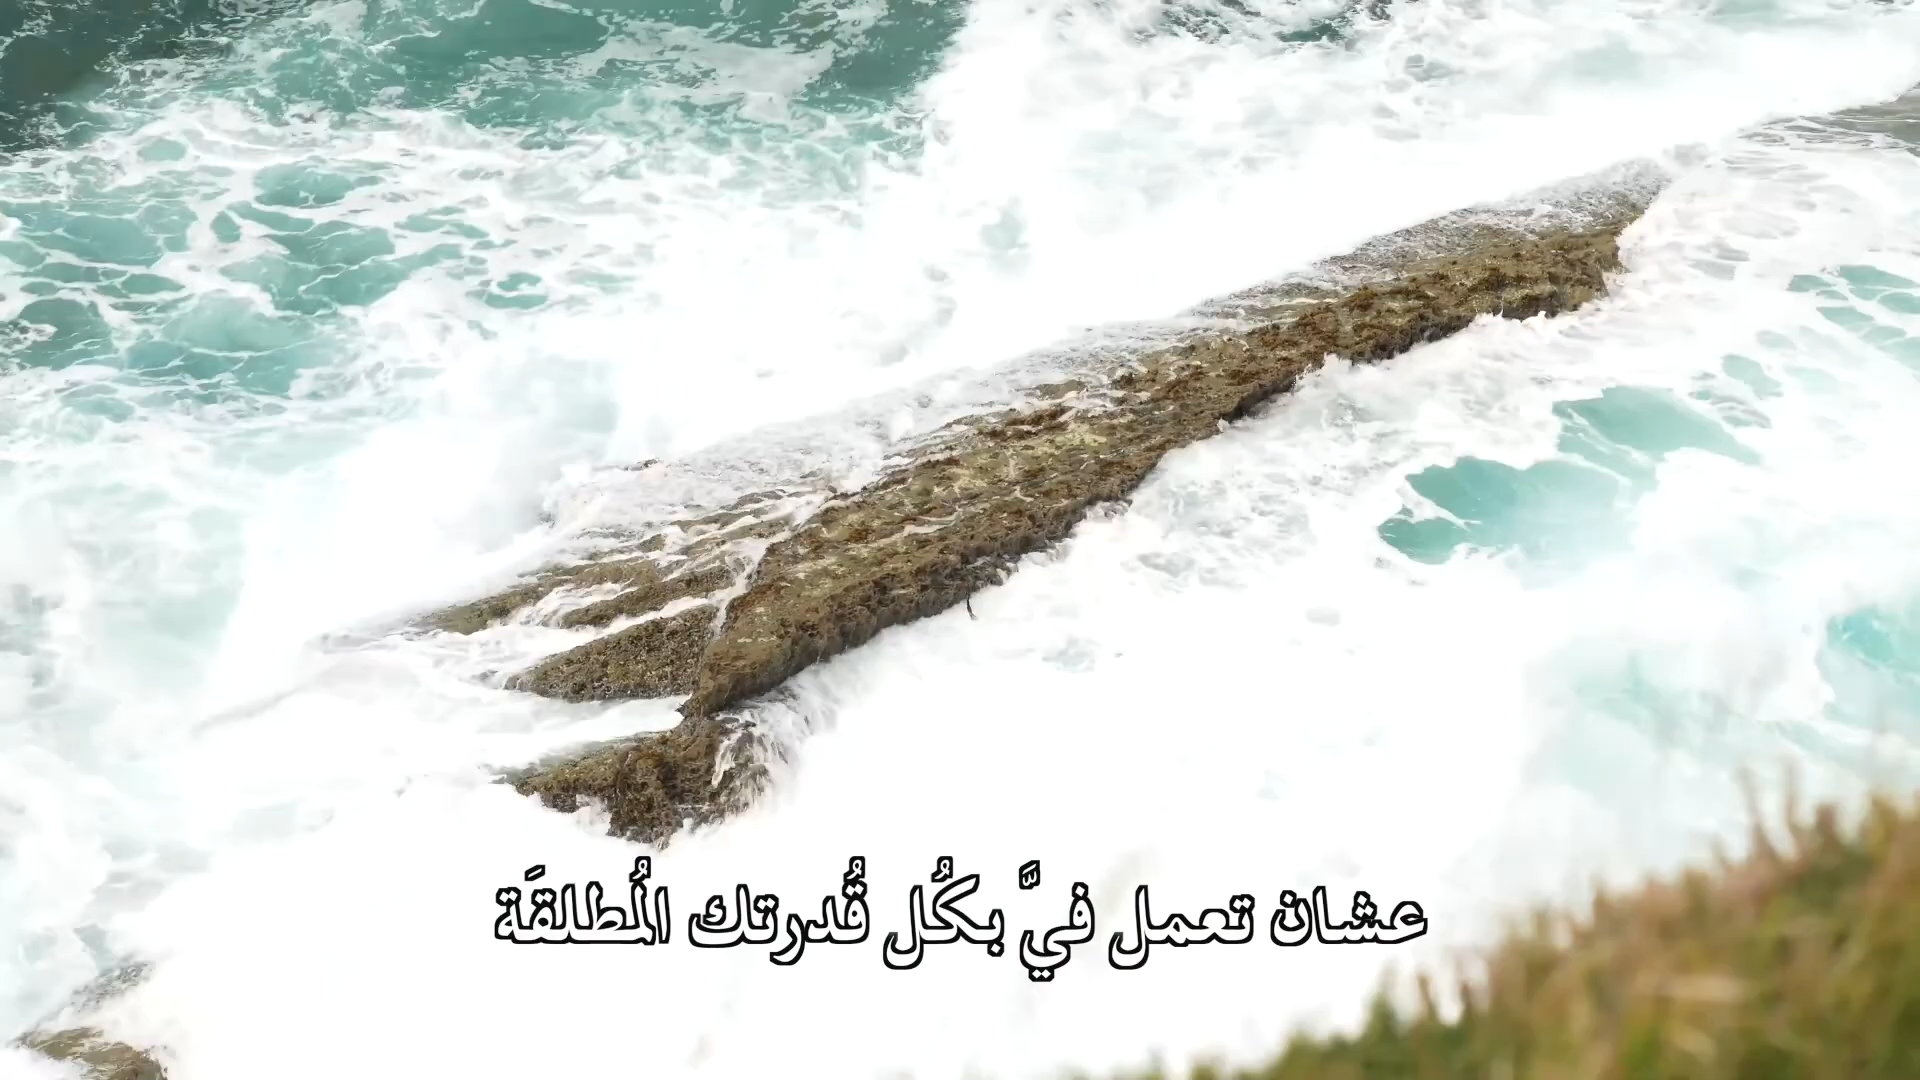 عشان تعمل فيَّ بكُل قُدرتك المُطلقَة